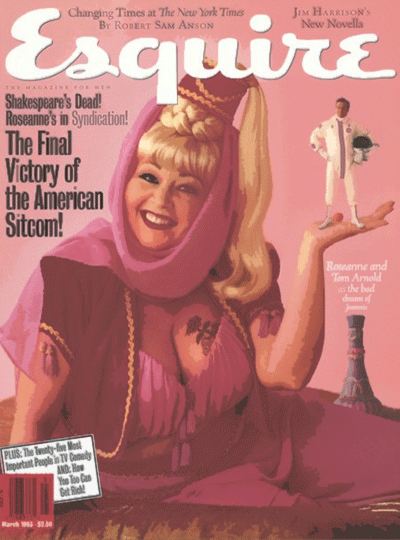 Changing Times at The New York Times
By Robert Sam Anson
Jim Harrison's
New Novella
Esquire
THE MAGAZINE FOR MEN
Shakespeare's Dead!
Roseanne's in Syndication!
The Final
Victory of
the American
Sitcom!
Roseanne and
Tom Arnold
as the bad
dream of
Jeannie
PLUS: The Twenty-five Most
Important People in TV Comedy
AND: How
You Too Can
Get Rich!
March 1993 · $2.50